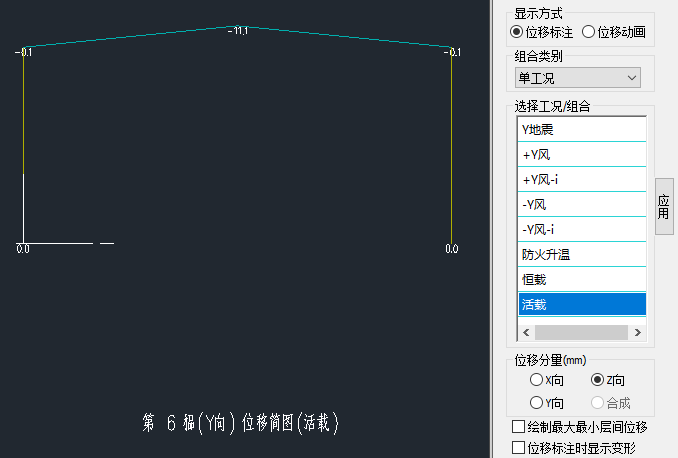 -11.1
-0.1
-0.1
0.0
0.0
第 6 榀(Y向)位移简图(活载)
显示方式
位移标注 位移动画
组合类别
单工况
选择工况/组合
Y地震
+Y风
+Y风-i
-Y风
-Y风-i
防火升温
恒载
活载
应用
位移分量(mm)
X向 Z向
Y向 合成
绘制最大最小层间位移
位移标注时显示变形